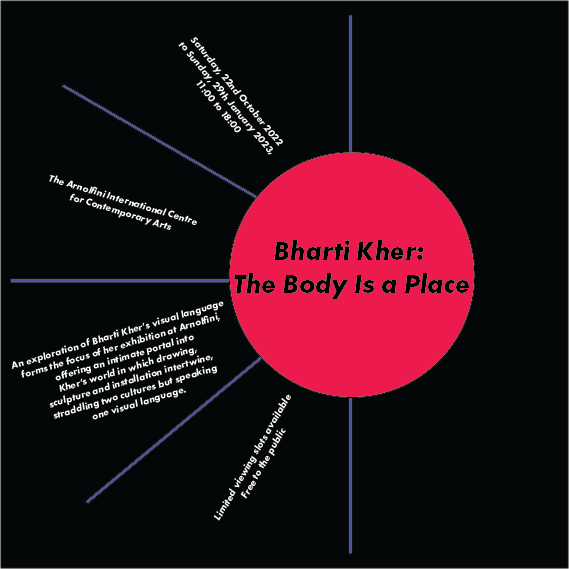 Saturday, 22nd October 2022
to Sunday, 29th January 2023,
11:00 to 18:00
The Arnolfini International Centre
for Contemporary Arts
Bharti Kher:
The Body Is a Place
An exploration of Bharti Kher's visual language
forms the focus of her exhibition at Arnolfini,
offering an intimate portal into
Kher's world in which drawing,
sculpture and installation intertwine,
straddling two cultures but speaking
one visual language.
Limited viewing slots available
Free to the public